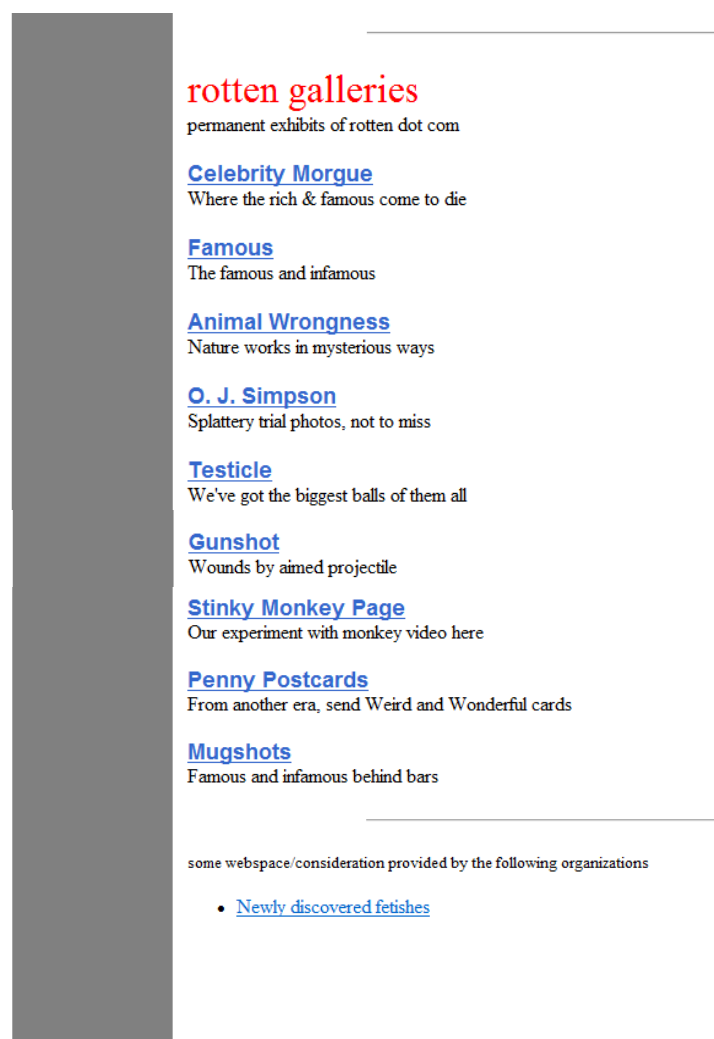 rotten galleries
permanent exhibits of rotten dot com
Celebrity Morgue
Where the rich & famous come to die
Famous
The famous and infamous
Animal Wrongness
Nature works in mysterious ways
O. J. Simpson
Splattery trial photos, not to miss
Testicle
We've got the biggest balls of them all
Gunshot
Wounds by aimed projectile
Stinky Monkey Page
Our experiment with monkey video here
Penny Postcards
From another era, send Weird and Wonderful cards
Mugshots
Famous and infamous behind bars
some webspace/consideration provided by the following organizations
• Newly discovered fetishes